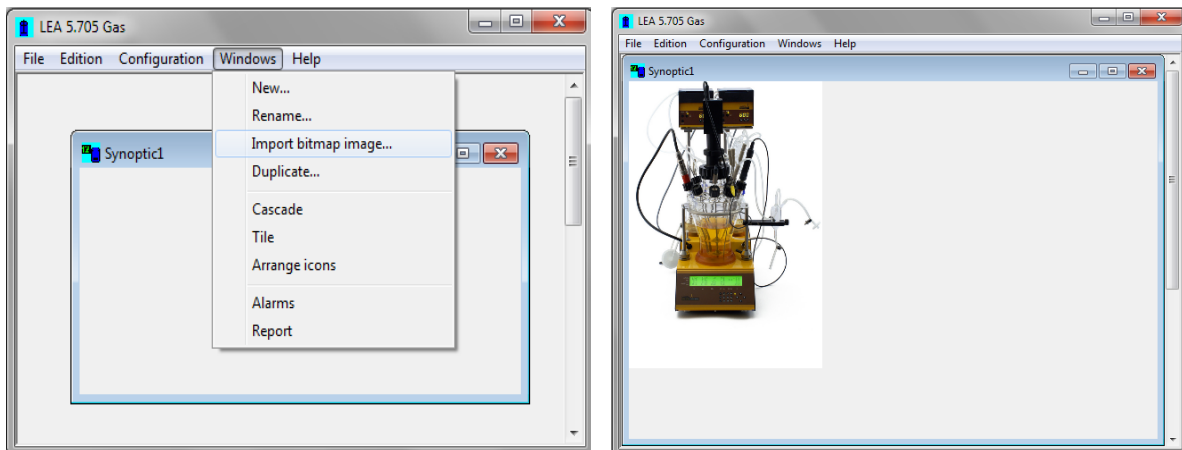 LEA 5.705 Gas
File Edition Configuration Windows Help
New...
Rename...
Import bitmap image...
Duplicate...
Cascade
Tile
Arrange icons
Alarms
Report
Synoptic1
LEA 5.705 Gas
File Edition Configuration Windows Help
Synoptic1